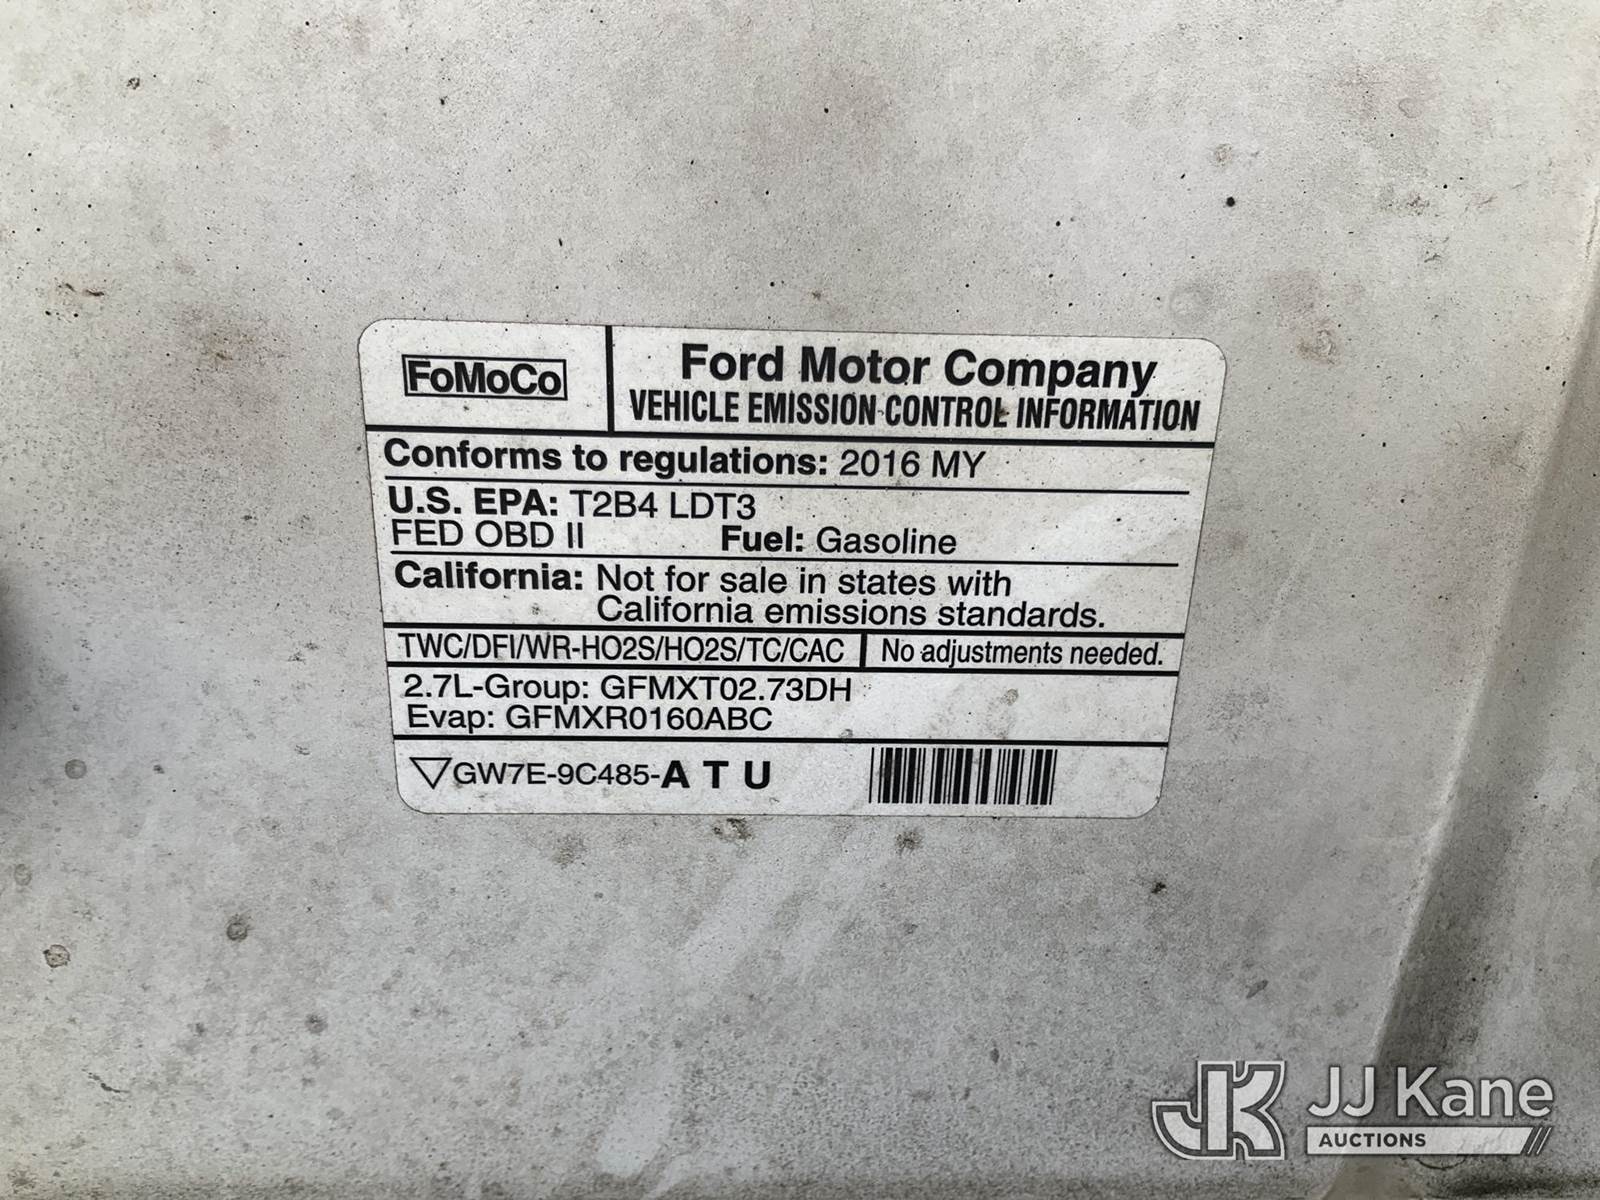 FoMoCo
Ford Motor Company
VEHICLE EMISSION CONTROL INFORMATION
Conforms to regulations: 2016 MY
U.S. EPA: T2B4 LDT3
FED OBD II Fuel: Gasoline
California: Not for sale in states with
California emissions standards.
TWC/DFI/WR-HO2S/HO2S/TC/CAC No adjustments needed.
2.7L-Group: GFMXT02.73DH
Evap: GFMXR0160ABC
GW7E-9C485-A T U
JK JJ Kane
AUCTIONS